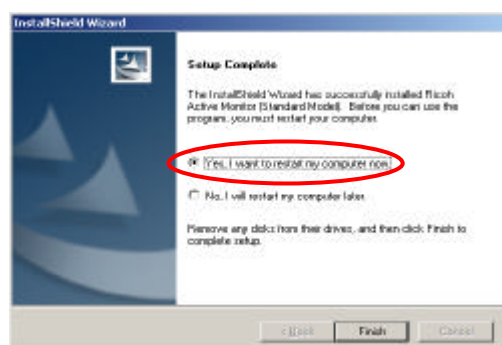 InstallShield Wizard
Setup Complete
The InstallShield Wizard has successfully installed Ricoh
Active Monitor (Standard Model). Before you can use the
program, you must restart your computer.
Yes, I want to restart my computer now.
No, I will restart my computer later.
Remove any disks from their drives, and then click Finish to
complete setup.
< Back Finish Cancel